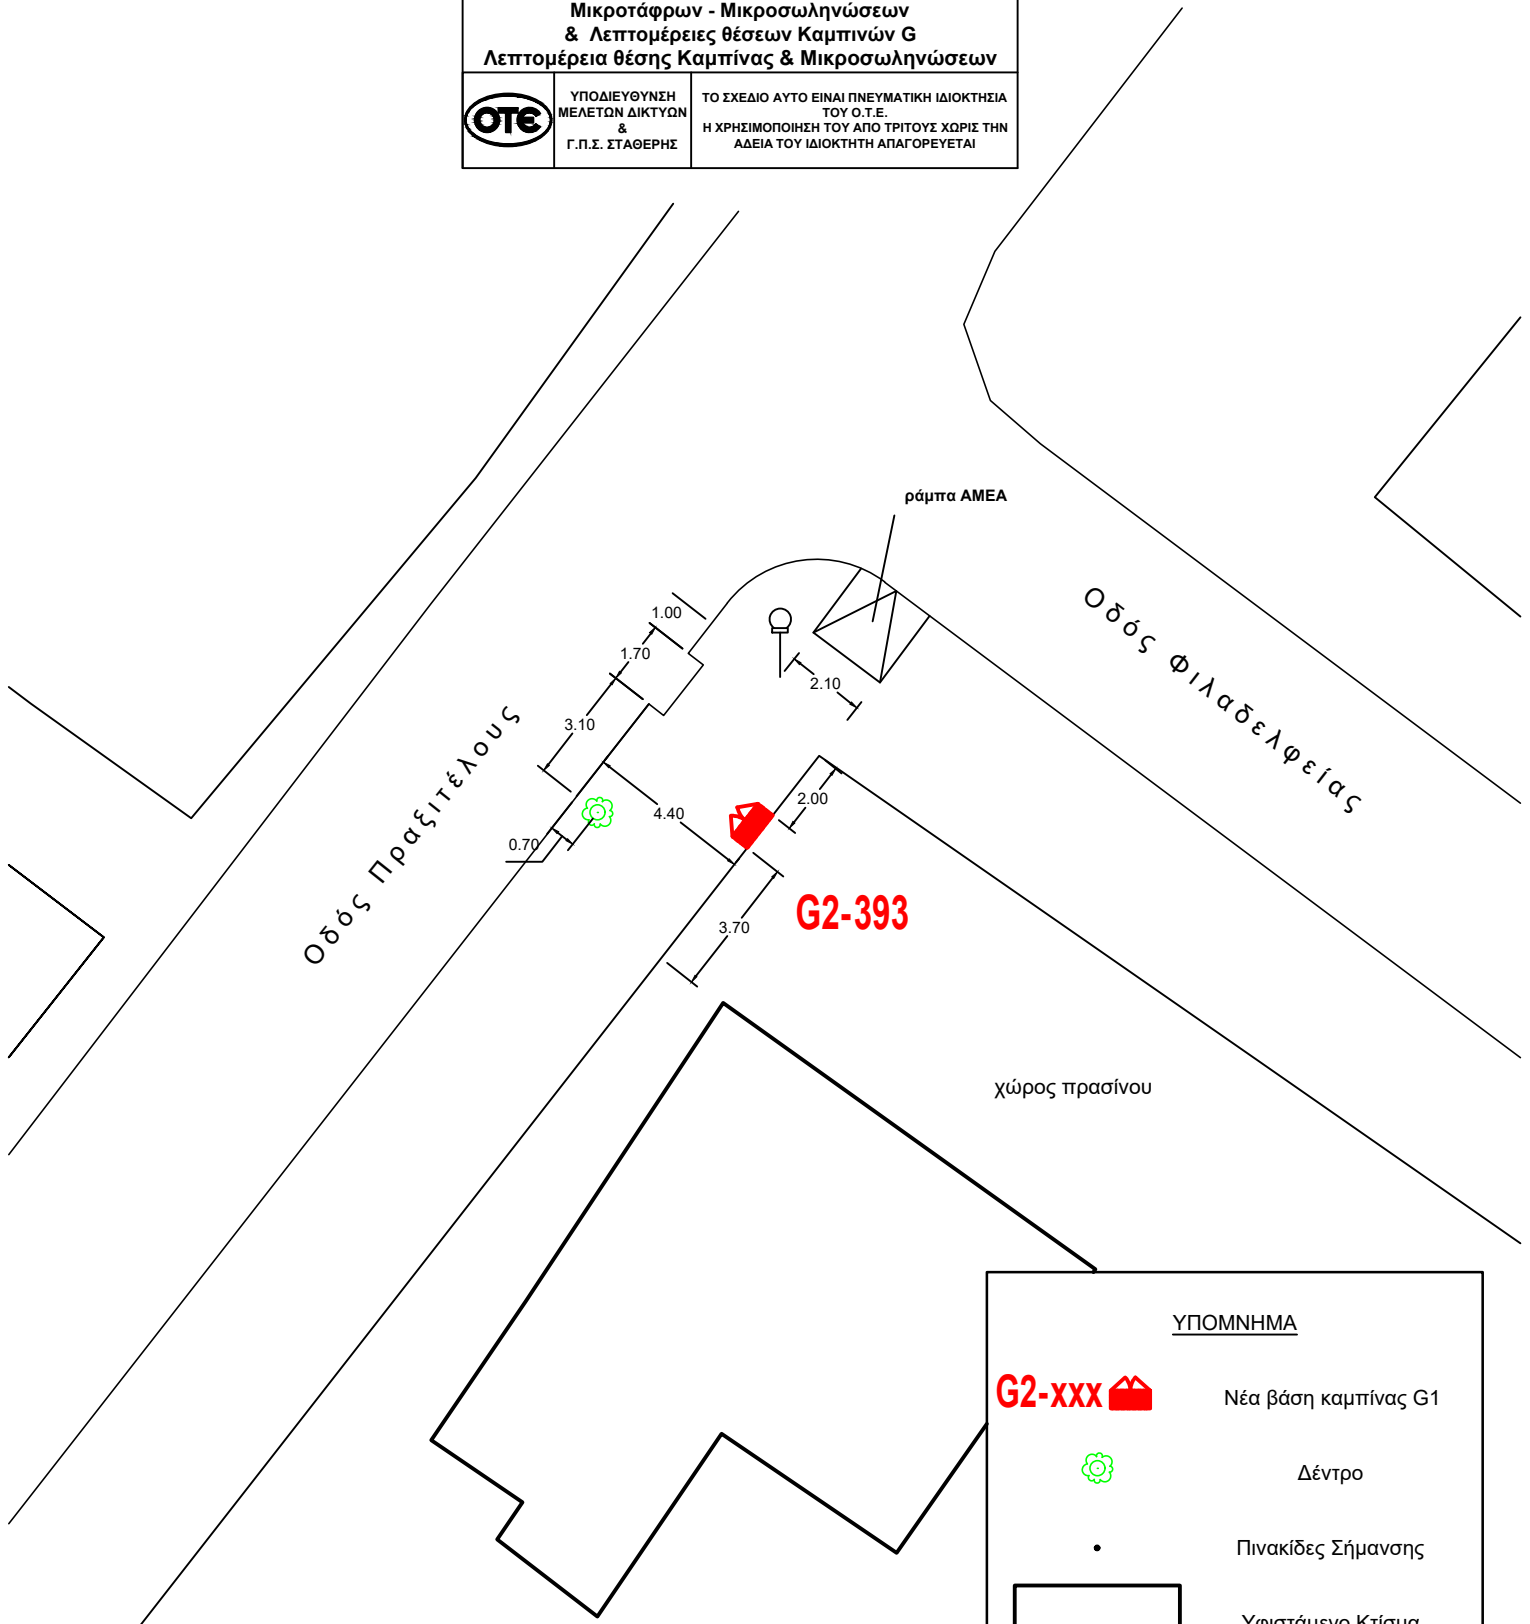 Μικροτάφρων - Μικροσωληνώσεων
& Λεπτομέρειες θέσεων Καμπινών G
Λεπτομέρεια θέσης Καμπίνας & Μικροσωληνώσεων
ΟΤΕ
ΥΠΟΔΙΕΥΘΥΝΣΗ
ΜΕΛΕΤΩΝ ΔΙΚΤΥΩΝ
&
Γ.Π.Σ. ΣΤΑΘΕΡΗΣ
ΤΟ ΣΧΕΔΙΟ ΑΥΤΟ ΕΙΝΑΙ ΠΝΕΥΜΑΤΙΚΗ ΙΔΙΟΚΤΗΣΙΑ
ΤΟΥ Ο.Τ.Ε.
Η ΧΡΗΣΙΜΟΠΟΙΗΣΗ ΤΟΥ ΑΠΟ ΤΡΙΤΟΥΣ ΧΩΡΙΣ ΤΗΝ
ΑΔΕΙΑ ΤΟΥ ΙΔΙΟΚΤΗΤΗ ΑΠΑΓΟΡΕΥΕΤΑΙ
ράμπα ΑΜΕΑ
1.00
1.70
2.10
3.10
Οδός Φιλαδελφείας
Οδός Πραξιτέλους
2.00
4.40
0.70
G2-393
3.70
χώρος πρασίνου
ΥΠΟΜΝΗΜΑ
G2-xxx
Νέα βάση καμπίνας G1
Δέντρο
Πινακίδες Σήμανσης
Υφιστάμενο Κτίσμα